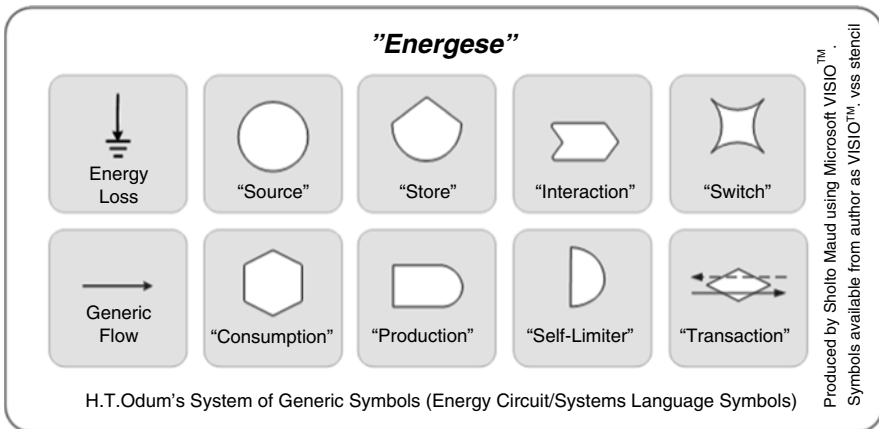 ”Energese”
Energy
Loss
“Source”
“Store”
“Interaction”
“Switch”
Generic
Flow
“Consumption”
“Production”
“Self-Limiter”
“Transaction”
H.T.Odum’s System of Generic Symbols (Energy Circuit/Systems Language Symbols)
Produced by Sholto Maud using Microsoft VISIO™.
Symbols available from author as VISIO™. vss stencil